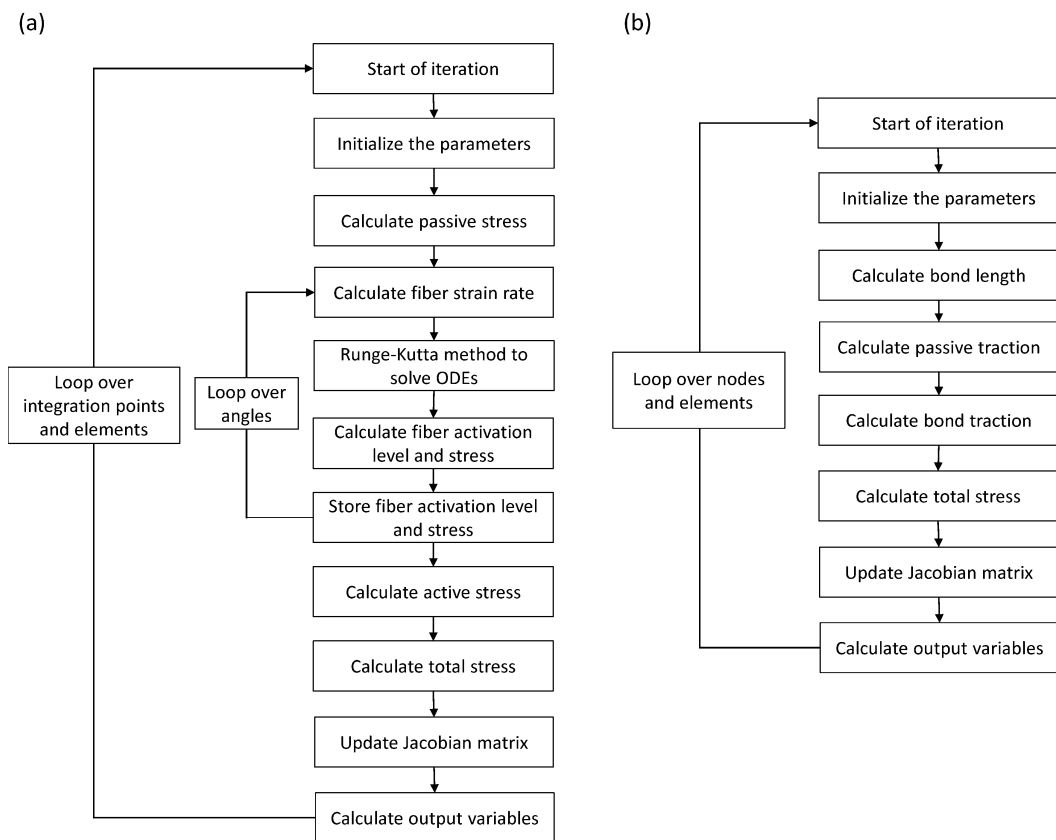 (a)
Start of iteration
Initialize the parameters
Calculate passive stress
Calculate fiber strain rate
Runge-Kutta method to
solve ODEs
Calculate fiber activation
level and stress
Store fiber activation level
and stress
Calculate active stress
Calculate total stress
Update Jacobian matrix
Calculate output variables
Loop over
angles
Loop over
integration points
and elements
(b)
Start of iteration
Initialize the parameters
Calculate bond length
Calculate passive traction
Calculate bond traction
Calculate total stress
Update Jacobian matrix
Calculate output variables
Loop over nodes
and elements